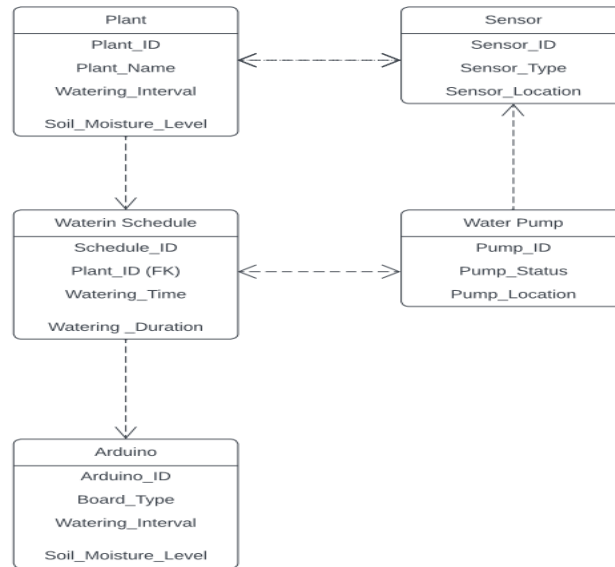 Plant
Plant_ID
Plant_Name
Watering_Interval
Soil_Moisture_Level
Sensor
Sensor_ID
Sensor_Type
Sensor_Location
Waterin Schedule
Schedule_ID
Plant_ID (FK)
Watering_Time
Watering _Duration
Water Pump
Pump_ID
Pump_Status
Pump_Location
Arduino
Arduino_ID
Board_Type
Watering_Interval
Soil_Moisture_Level